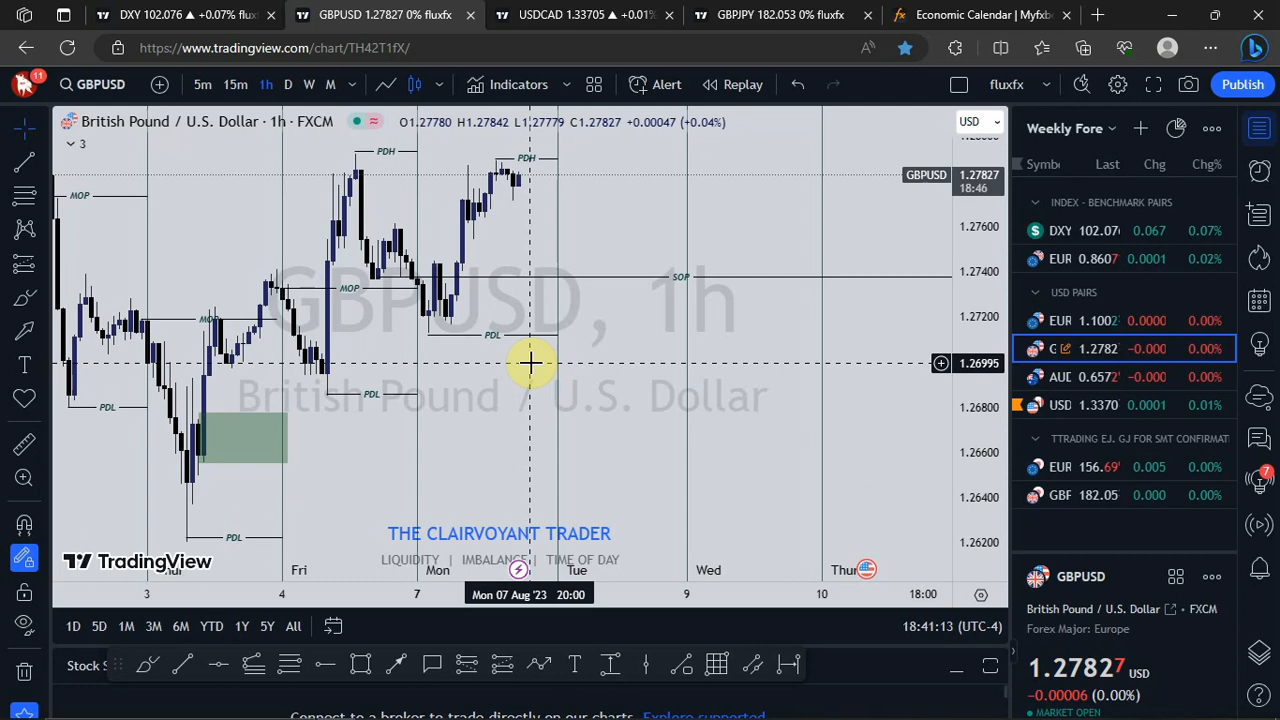 DXY 102.076 ▲ +0.07% fluxfx
GBPUSD 1.27827 0% fluxfx
USDCAD 1.33705 ▲ +0.01%
GBPJPY 182.053 0% fluxfx
Economic Calendar | Myfxbo
https://www.tradingview.com/chart/TH42T1fX/
11
GBPUSD
5m 15m 1h D W M
Indicators
Alert
Replay
fluxfx
Publish
British Pound / U.S. Dollar · 1h · FXCM
O1.27780 H1.27842 L1.27779 C1.27827 +0.00047 (+0.04%)
USD
3
Weekly Fore
Symb Last Chg Chg%
INDEX - BENCHMARK PAIRS
DXY 102.07 0.067 0.07%
EUR 0.8607 0.0001 0.02%
USD PAIRS
EUR 1.1002 0.0000 0.00%
G 1.2782 -0.000 0.00%
AUD 0.6572 -0.000 0.00%
USD 1.3370 0.0001 0.01%
TTRADING EJ. GJ FOR SMT CONFIRMAT
EUR 156.69 0.005 0.00%
GBF 182.05 0.000 0.00%
PDH
PDH
MOP
MOP
MOP
SOP
PDL
PDL
PDL
PDL
GBPUSD 1.27827
18:46
1.27600
1.27400
1.27200
1.26995
1.26800
1.26600
1.26400
1.26200
GBPUSD, 1h
British Pound / U.S. Dollar
THE CLAIRVOYANT TRADER
LIQUIDITY | IMBALANCE | TIME OF DAY
TradingView
Fri Mon Tue Wed Thu
3 4 7 Mon 07 Aug '23 20:00 9 10 18:00
1D 5D 1M 3M 6M YTD 1Y 5Y All
18:41:13 (UTC-4)
Stock S
Connect to a broker to trade directly on our charts. Explore supported
GBPUSD
British Pound / U.S. Dollar FXCM
Forex Major: Europe
1.27827 USD
−0.00006 (0.00%)
MARKET OPEN
7